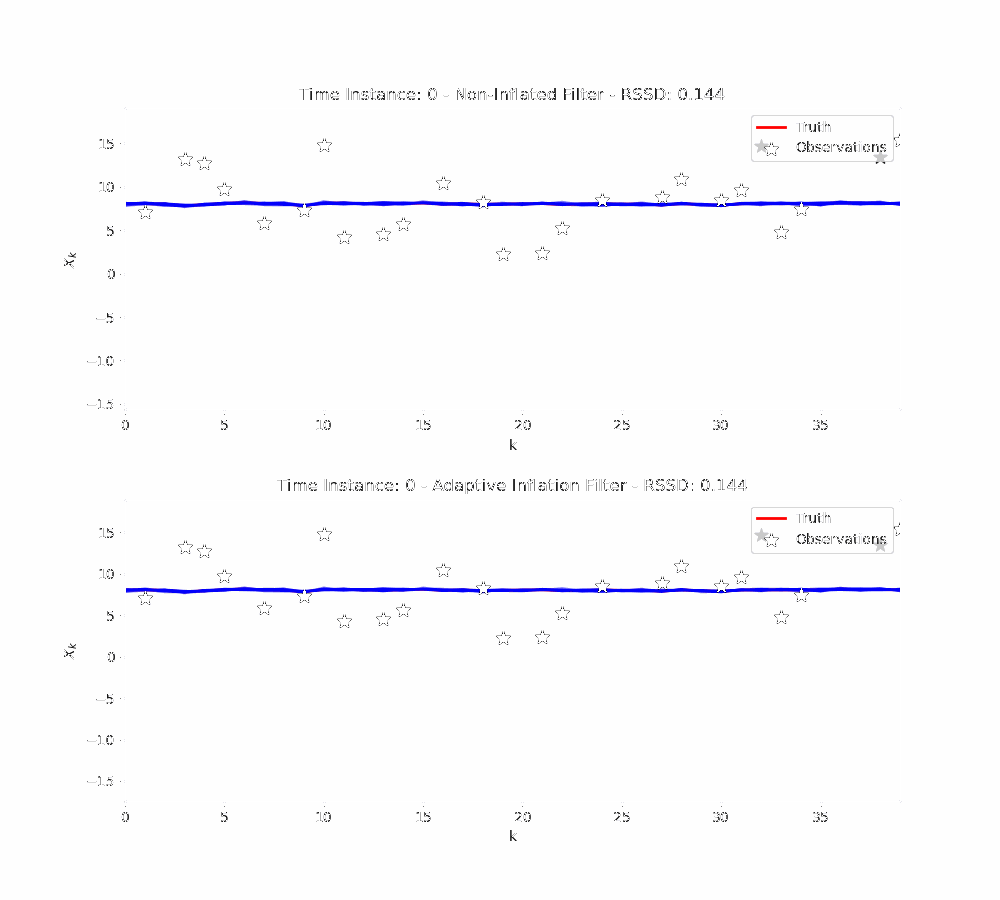 Time Instance: 0 - Non-Inflated Filter - RSSD: 0.144
Truth
Observations
15
10
5
0
−5
−10
−15
x_k
0 5 10 15 20 25 30 35
k
Time Instance: 0 - Adaptive Inflation Filter - RSSD: 0.144
Truth
Observations
15
10
5
0
−5
−10
−15
x_k
0 5 10 15 20 25 30 35
k